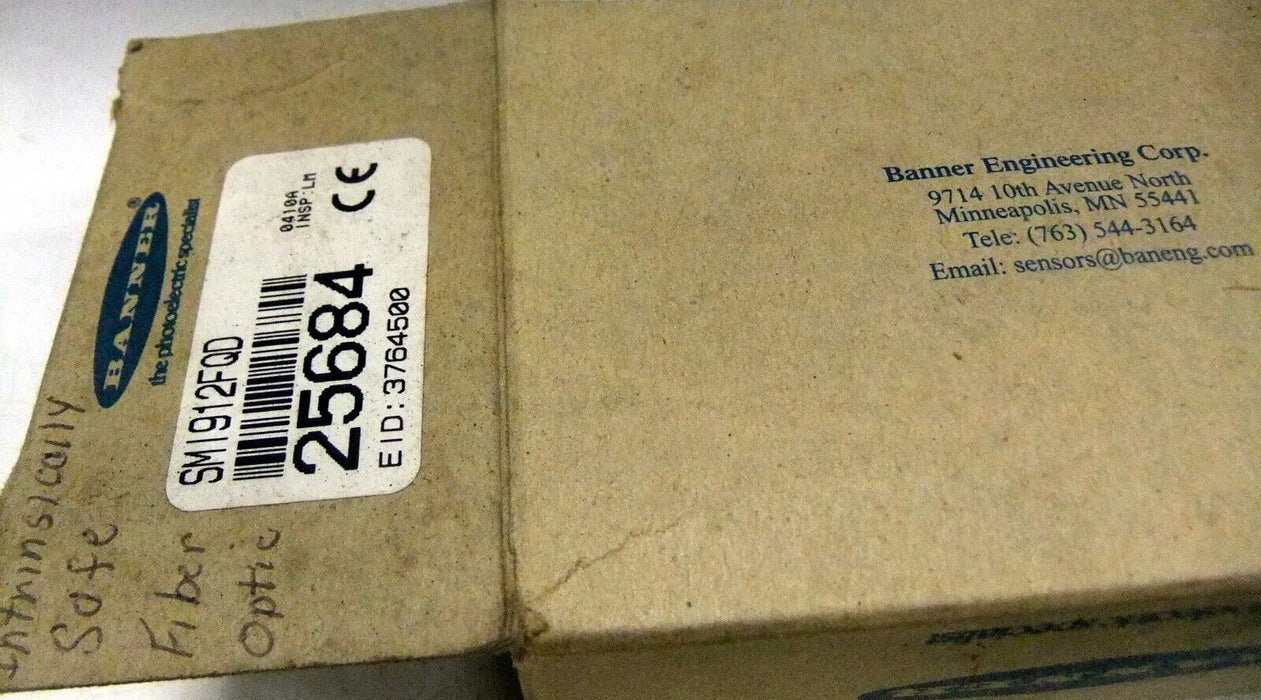 BANNER®
the photoelectric specialist
SMI912FQD
0410A
INSP:LM
CE
25684
EID:3764500
Intrinsically
Safe
Fiber
Optic
Banner Engineering Corp.
9714 10th Avenue North
Minneapolis, MN 55441
Tele: (763) 544-3164
Email: sensors@baneng.com